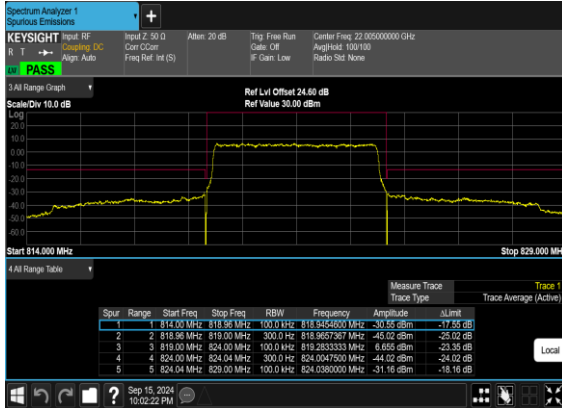 Spectrum Analyzer 1
Spurious Emissions
KEYSIGHT
R T
PASS
Input: RF
Coupling: DC
Align: Auto
Input Z: 50 Ω
Corr CCorr
Freq Ref: Int (S)
Atten: 20 dB
Trig: Free Run
Gate: Off
IF Gain: Low
Center Freq: 22.005000000 GHz
Avg|Hold: 100/100
Radio Std: None
3 All Range Graph
Scale/Div 10.0 dB
Ref Lvl Offset 24.60 dB
Ref Value 30.00 dBm
Log
20.0
10.0
0.00
-10.0
-20.0
-30.0
-40.0
-50.0
-60.0
Start 814.000 MHz
Stop 829.000 MH
4 All Range Table
Measure Trace Trace 1
Trace Type Trace Average (Active)
Spur Range Start Freq Stop Freq RBW Frequency Amplitude ΔLimit
1 1 814.00 MHz 818.96 MHz 100.0 kHz 818.9454600 MHz -30.55 dBm -17.55 dB
2 2 818.96 MHz 819.00 MHz 300.0 Hz 818.9657367 MHz -45.02 dBm -25.02 dB
3 3 819.00 MHz 824.00 MHz 100.0 kHz 819.2833333 MHz 6.655 dBm -23.35 dB
4 4 824.00 MHz 824.04 MHz 300.0 Hz 824.0047500 MHz -44.02 dBm -24.02 dB
5 5 824.04 MHz 829.00 MHz 100.0 kHz 824.0380000 MHz -31.16 dBm -18.16 dB
Local
Sep 15, 2024
10:02:22 PM